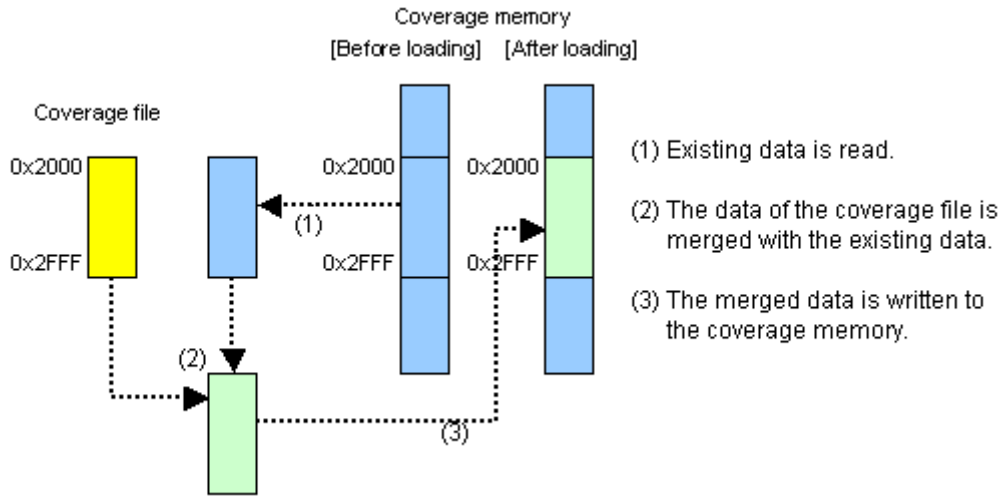 Coverage memory
[Before loading] [After loading]
Coverage file
0x2000
0x2000
0x2000
(1)
0x2FFF
0x2FFF
0x2FFF
(2)
(3)
(1) Existing data is read.
(2) The data of the coverage file is
merged with the existing data.
(3) The merged data is written to
the coverage memory.